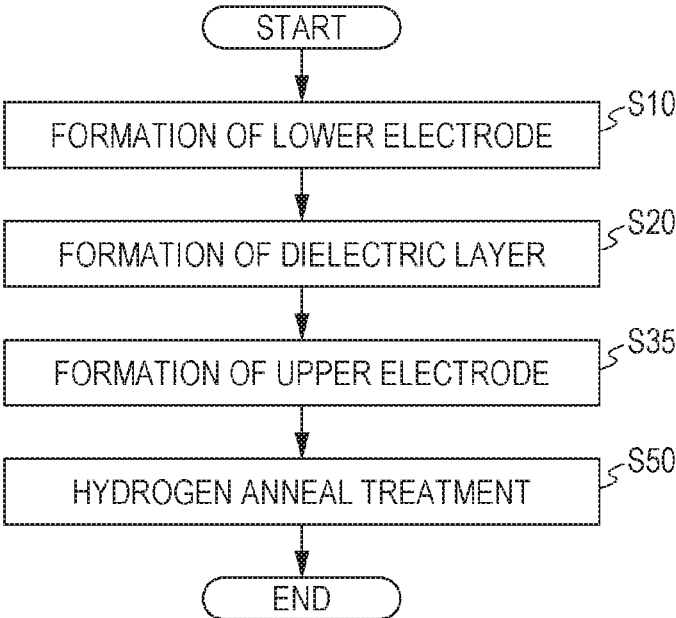 START
FORMATION OF LOWER ELECTRODE
S10
FORMATION OF DIELECTRIC LAYER
S20
FORMATION OF UPPER ELECTRODE
S35
HYDROGEN ANNEAL TREATMENT
S50
END